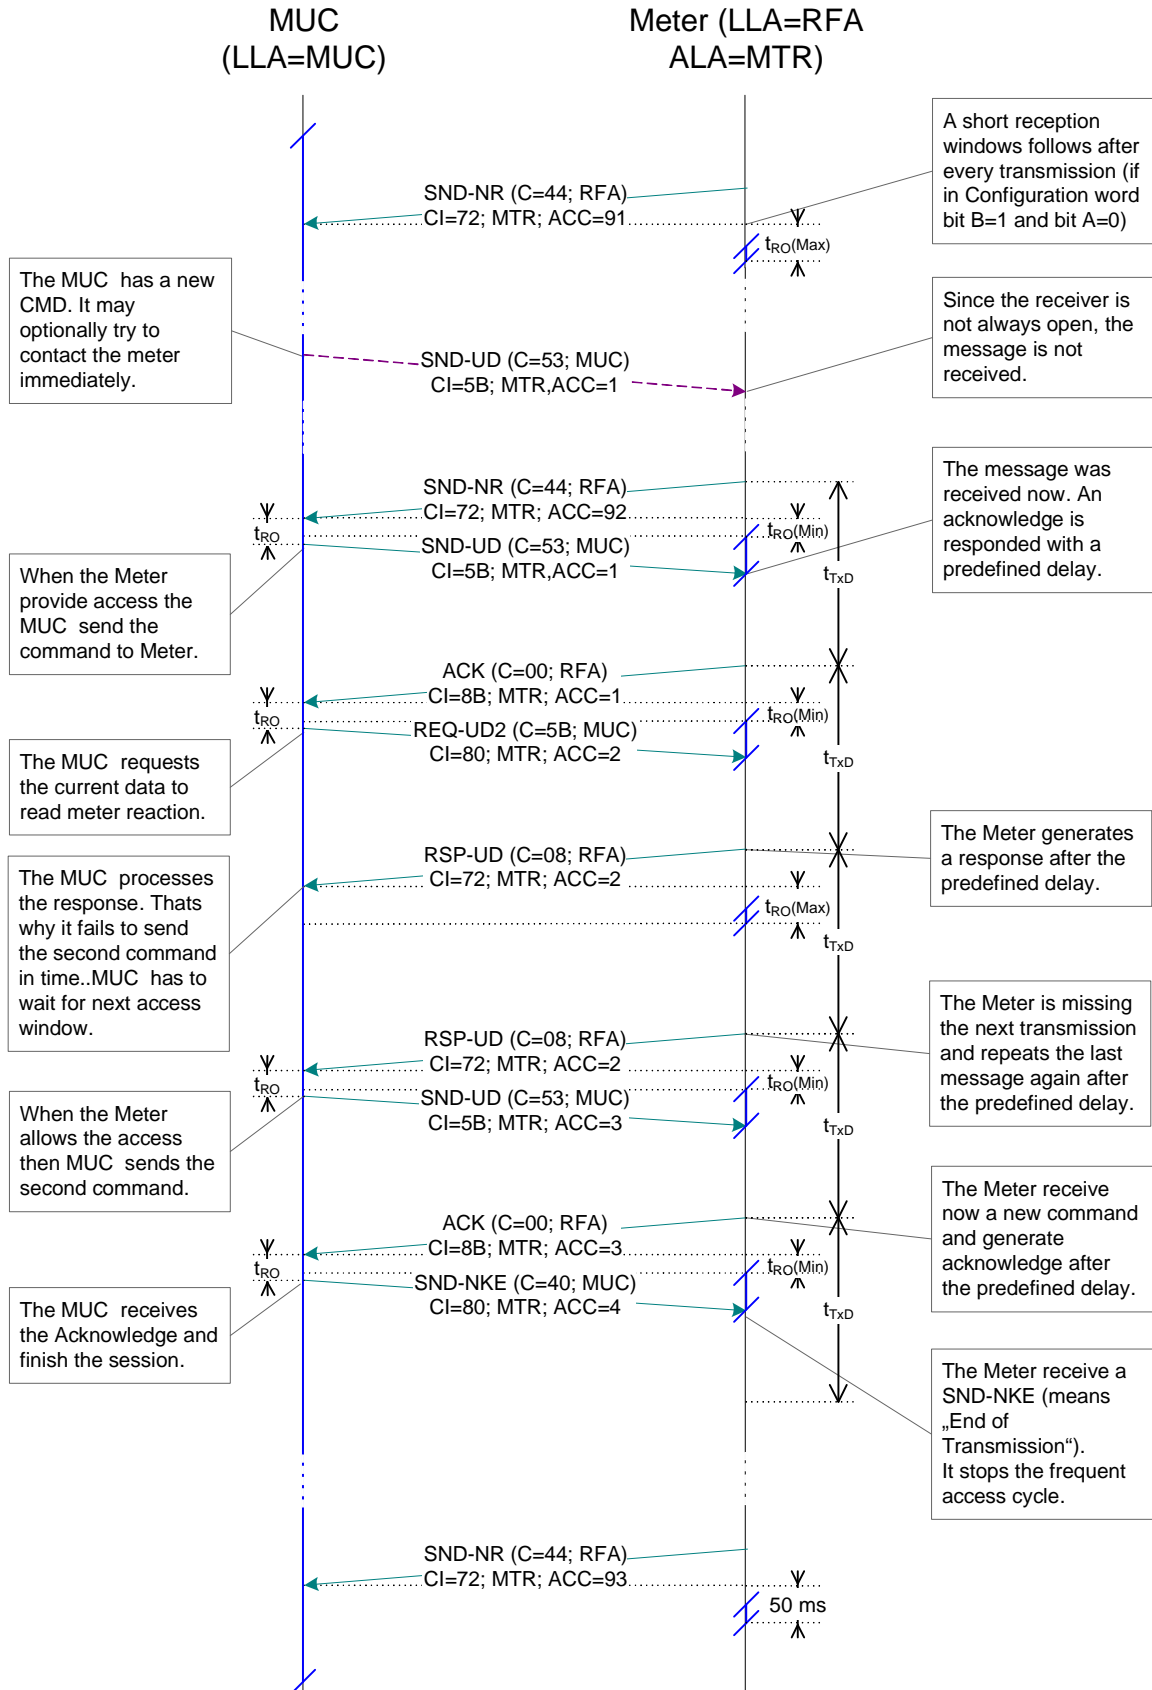 MUC
(LLA=MUC)
Meter (LLA=RFA
ALA=MTR)
A short reception
windows follows after
every transmission (if
in Configuration word
bit B=1 and bit A=0)
SND-NR (C=44; RFA)
CI=72; MTR; ACC=91
tRO(Max)
The MUC  has a new
CMD. It may
optionally try to
contact the meter
immediately.
Since the receiver is
not always open, the
message is not
received.
SND-UD (C=53; MUC)
CI=5B; MTR,ACC=1
The message was
received now. An
acknowledge is
responded with a
predefined delay.
SND-NR (C=44; RFA)
CI=72; MTR; ACC=92
tRO
tRO(Min)
SND-UD (C=53; MUC)
CI=5B; MTR,ACC=1
tTxD
When the Meter
provide access the
MUC  send the
command to Meter.
ACK (C=00; RFA)
CI=8B; MTR; ACC=1
tRO
tRO(Min)
REQ-UD2 (C=5B; MUC)
CI=80; MTR; ACC=2
tTxD
The MUC  requests
the current data to
read meter reaction.
The Meter generates
a response after the
predefined delay.
RSP-UD (C=08; RFA)
CI=72; MTR; ACC=2
tRO(Max)
The MUC  processes
the response. Thats
why it fails to send
the second command
in time..MUC  has to
wait for next access
window.
tTxD
The Meter is missing
the next transmission
and repeats the last
message again after
the predefined delay.
RSP-UD (C=08; RFA)
CI=72; MTR; ACC=2
tRO
tRO(Min)
SND-UD (C=53; MUC)
CI=5B; MTR; ACC=3
tTxD
When the Meter
allows the access
then MUC  sends the
second command.
The Meter receive
now a new command
and generate
acknowledge after
the predefined delay.
ACK (C=00; RFA)
CI=8B; MTR; ACC=3
tRO
tRO(Min)
SND-NKE (C=40; MUC)
CI=80; MTR; ACC=4
tTxD
The MUC  receives
the Acknowledge and
finish the session.
The Meter receive a
SND-NKE (means
„End of
Transmission“).
It stops the frequent
access cycle.
SND-NR (C=44; RFA)
CI=72; MTR; ACC=93
50 ms